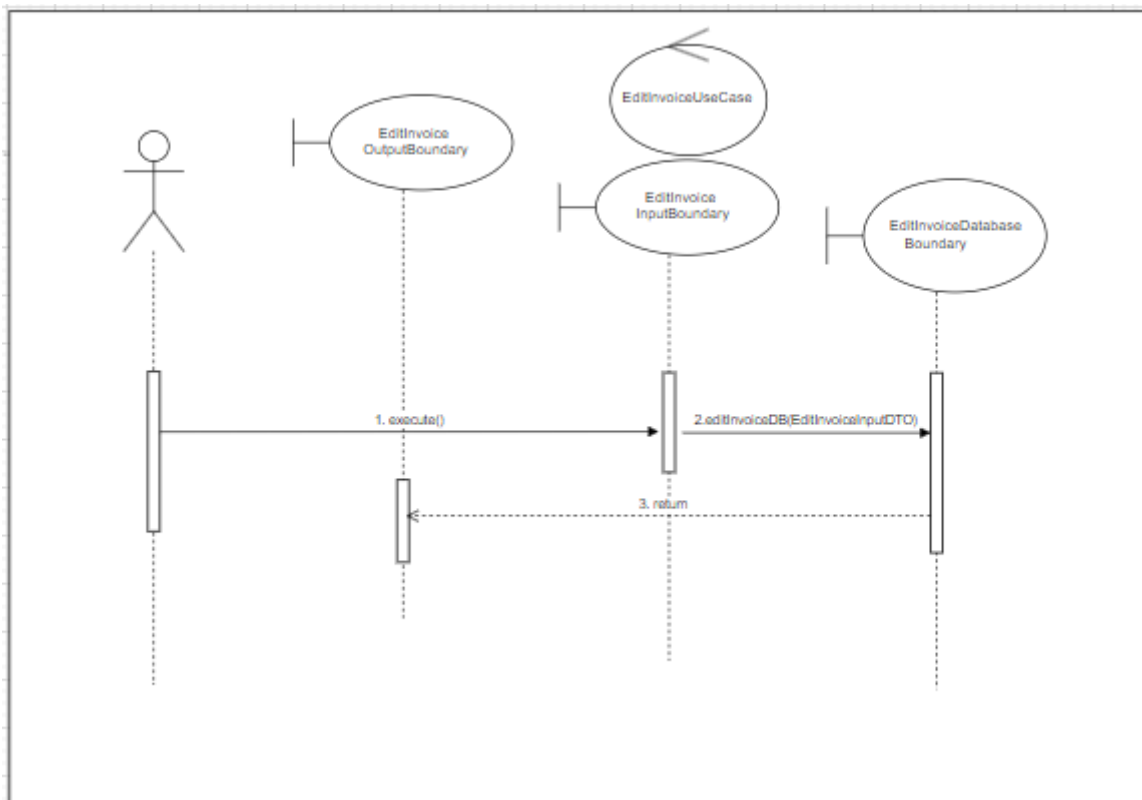 EditInvoiceUseCase
EditInvoice
OutputBoundary
EditInvoice
InputBoundary
EditInvoiceDatabase
Boundary
1. execute()
2.editInvoiceDB(EditInvoiceInputDTO)
3. return